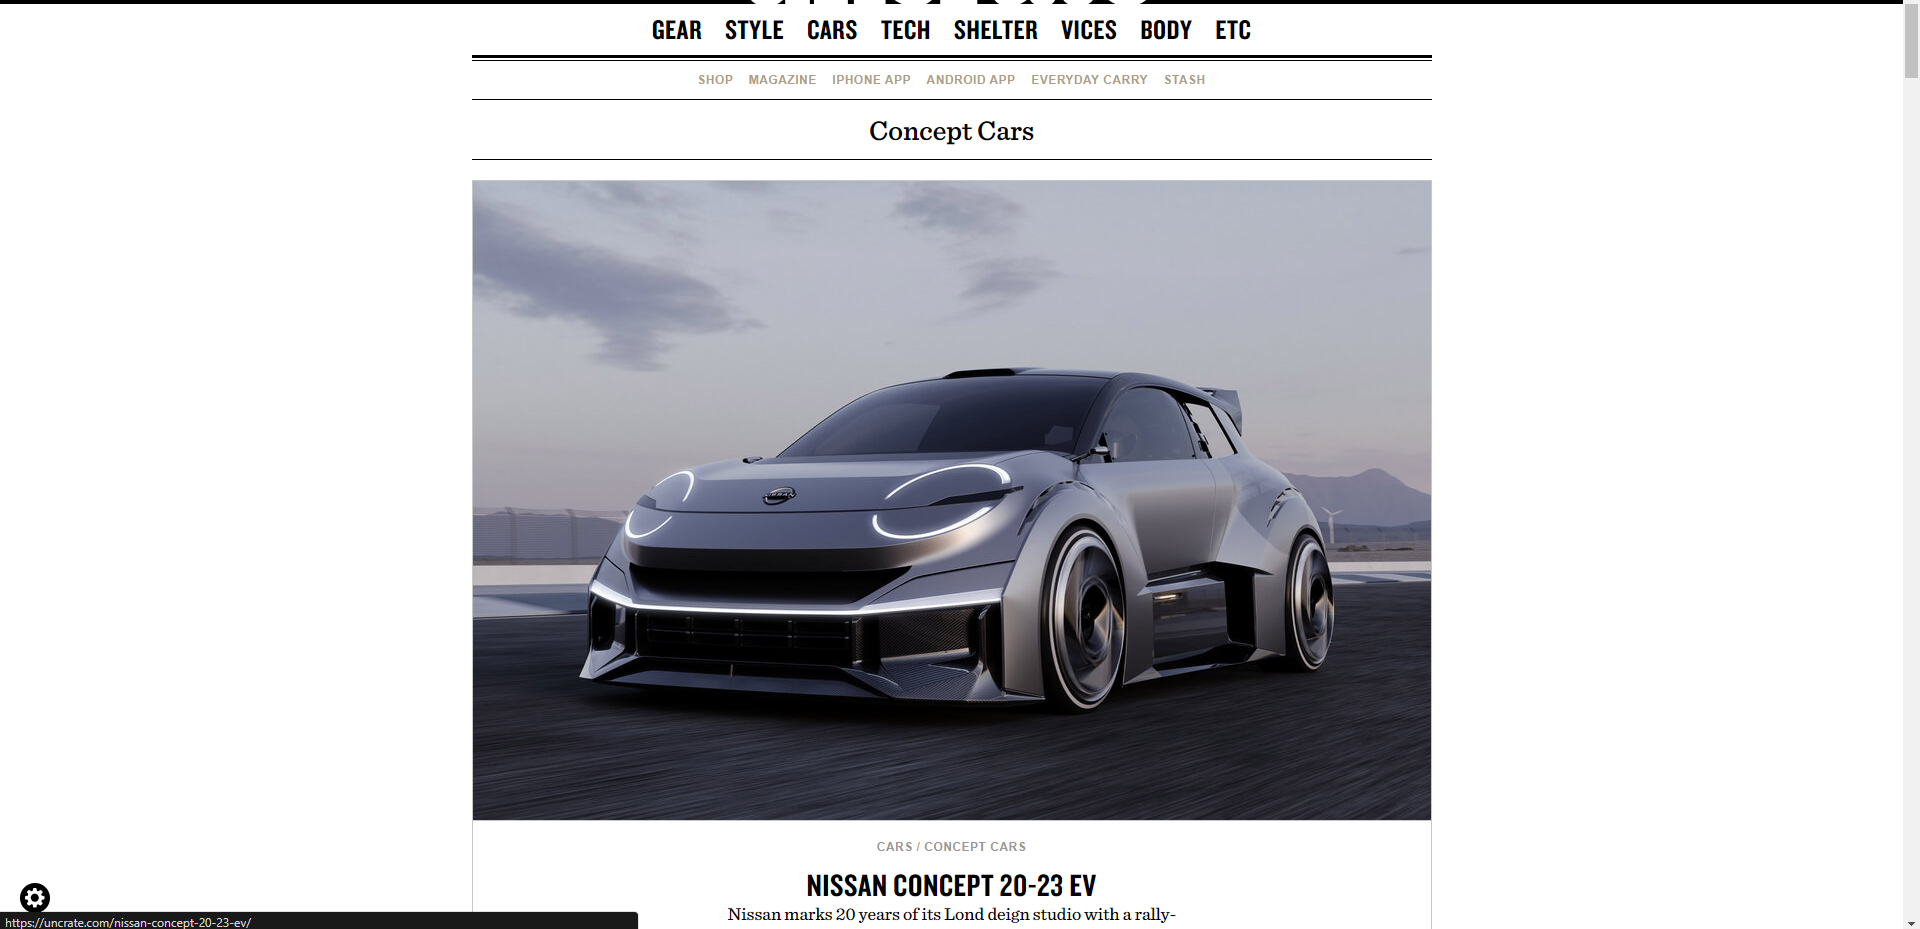 GEAR STYLE CARS TECH SHELTER VICES BODY ETC
SHOP MAGAZINE IPHONE APP ANDROID APP EVERYDAY CARRY STASH
Concept Cars
NISSAN
CARS / CONCEPT CARS
NISSAN CONCEPT 20-23 EV
Nissan marks 20 years of its Lond deign studio with a rally-
https://uncrate.com/nissan-concept-20-23-ev/